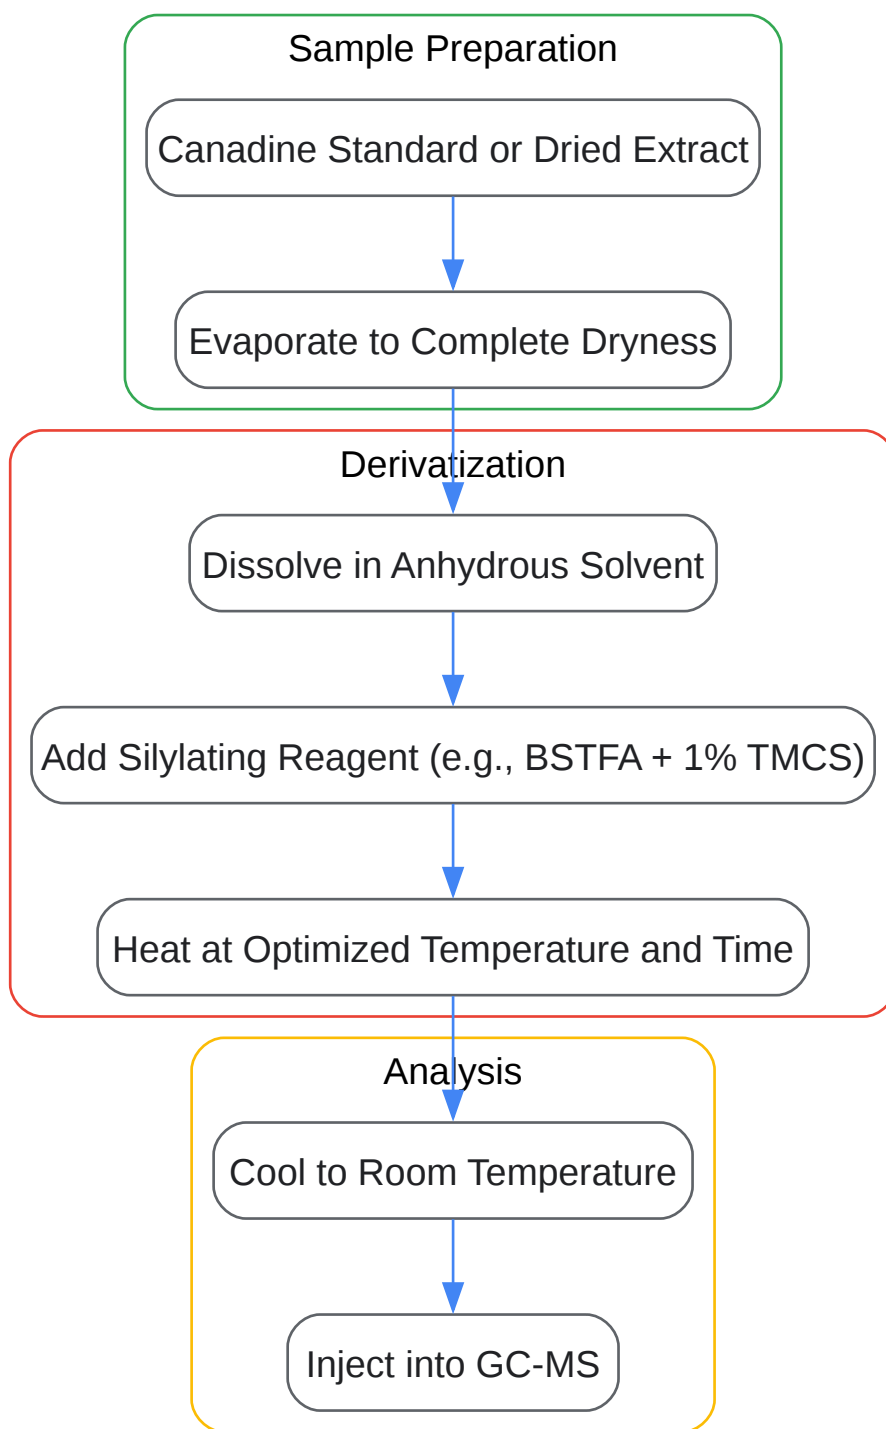 Sample Preparation
Canadine Standard or Dried Extract
Evaporate to Complete Dryness
Derivatization
Dissolve in Anhydrous Solvent
Add Silylating Reagent (e.g., BSTFA + 1% TMCS)
Heat at Optimized Temperature and Time
Analysis
Cool to Room Temperature
Inject into GC-MS